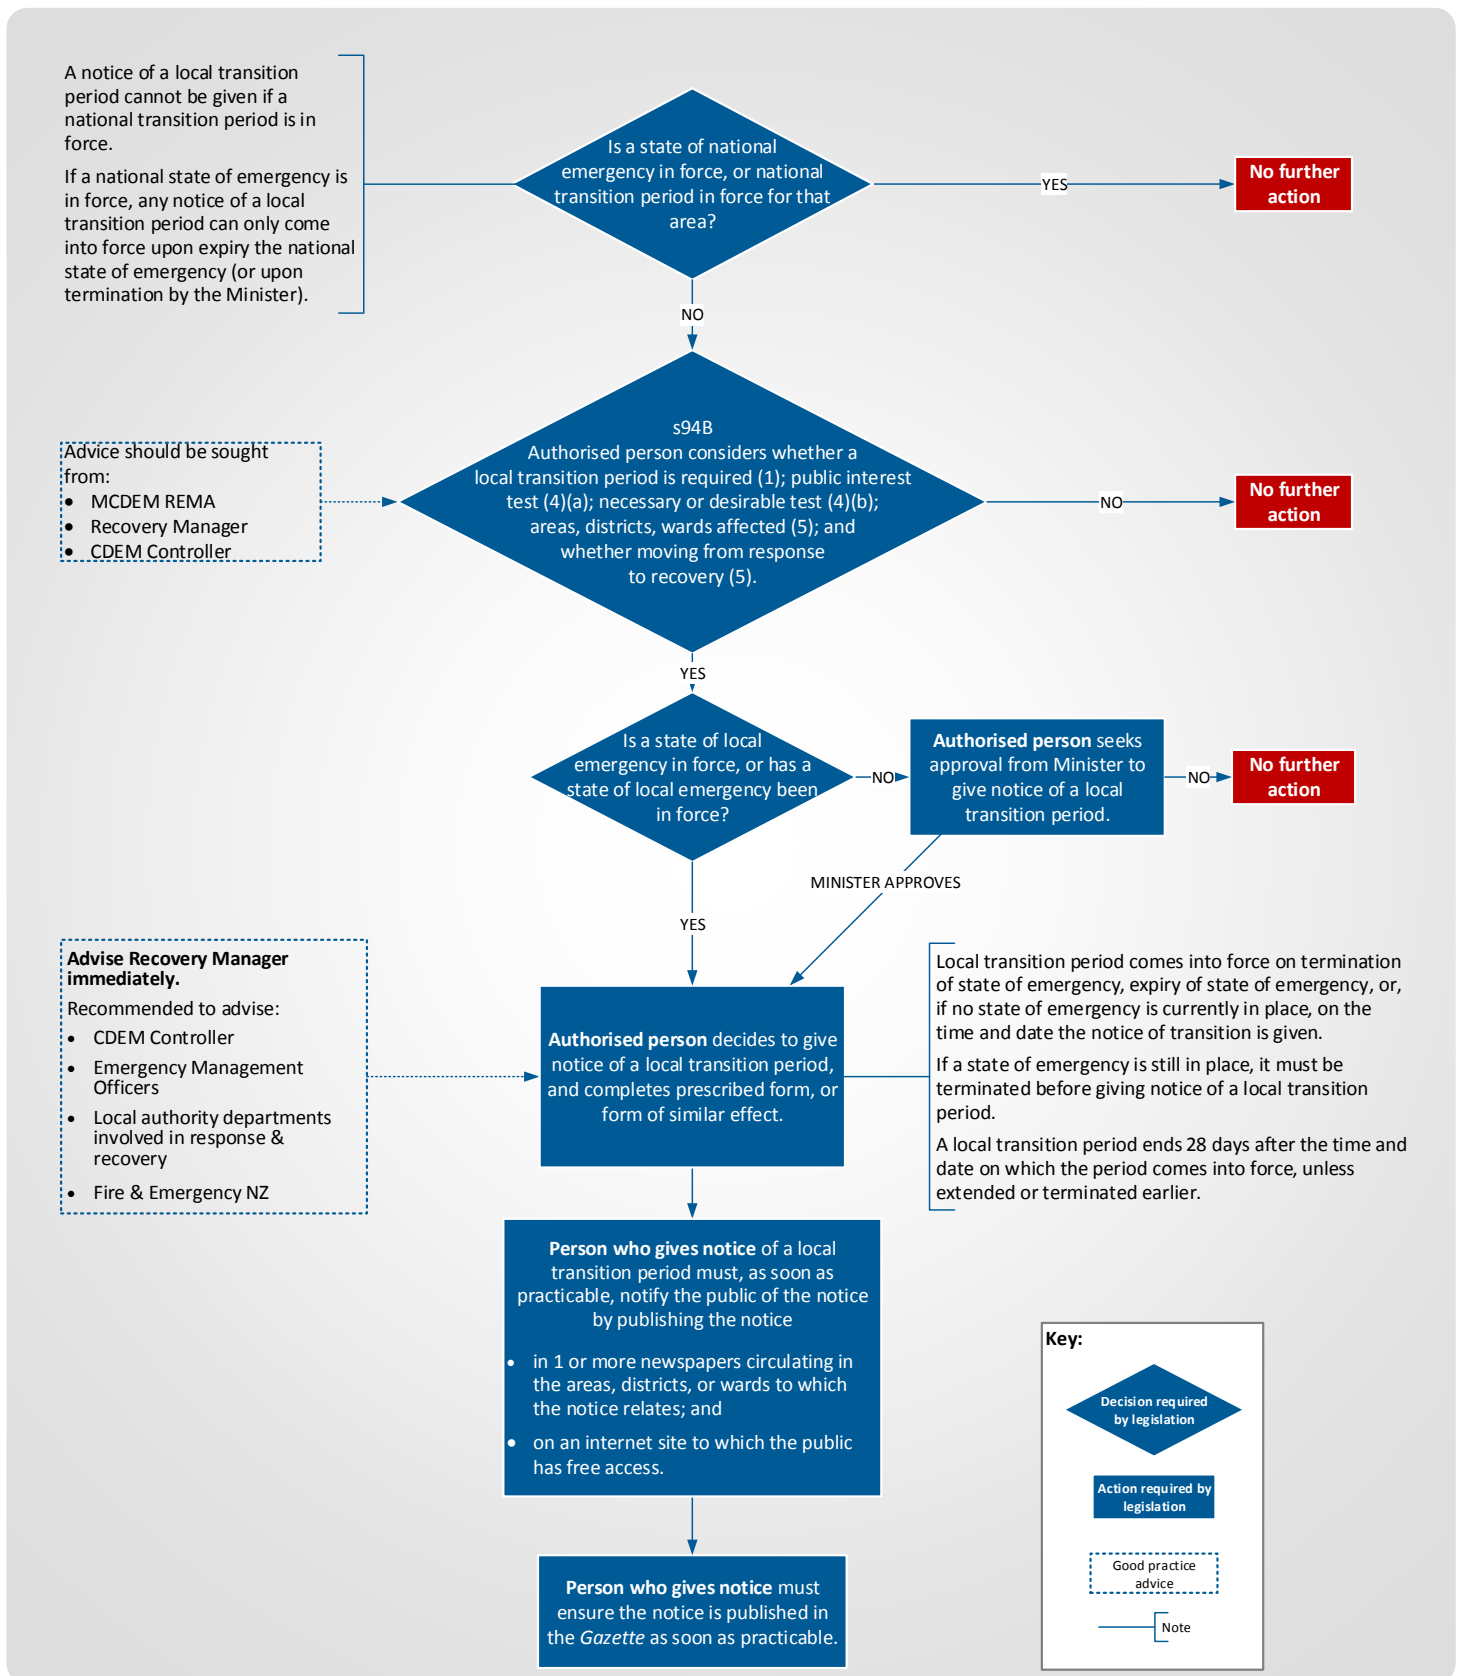 A notice of a local transition
period cannot be given if a
national transition period is in
force.
If a national state of emergency is
in force, any notice of a local
transition period can only come
into force upon expiry the national
state of emergency (or upon
termination by the Minister).
Is a state of national
emergency in force, or national
transition period in force for that
area?
YES
No further
action
NO
Advice should be sought
from:
• MCDEM REMA
• Recovery Manager
• CDEM Controller
s94B
Authorised person considers whether a
local transition period is required (1); public interest
test (4)(a); necessary or desirable test (4)(b);
areas, districts, wards affected (5); and
whether moving from response
to recovery (5).
NO
No further
action
YES
Is a state of local
emergency in force, or has a
state of local emergency been
in force?
NO
Authorised person seeks
approval from Minister to
give notice of a local
transition period.
NO
No further
action
MINISTER APPROVES
YES
Advise Recovery Manager
immediately.
Recommended to advise:
• CDEM Controller
• Emergency Management
Officers
• Local authority departments
involved in response &
recovery
• Fire & Emergency NZ
Authorised person decides to give
notice of a local transition period,
and completes prescribed form, or
form of similar effect.
Local transition period comes into force on termination
of state of emergency, expiry of state of emergency, or,
if no state of emergency is currently in place, on the
time and date the notice of transition is given.
If a state of emergency is still in place, it must be
terminated before giving notice of a local transition
period.
A local transition period ends 28 days after the time and
date on which the period comes into force, unless
extended or terminated earlier.
Person who gives notice of a local
transition period must, as soon as
practicable, notify the public of the notice
by publishing the notice
• in 1 or more newspapers circulating in
the areas, districts, or wards to which
the notice relates; and
• on an internet site to which the public
has free access.
Person who gives notice must
ensure the notice is published in
the Gazette as soon as practicable.
Key:
Decision required
by legislation
Action required by
legislation
Good practice
advice
Note